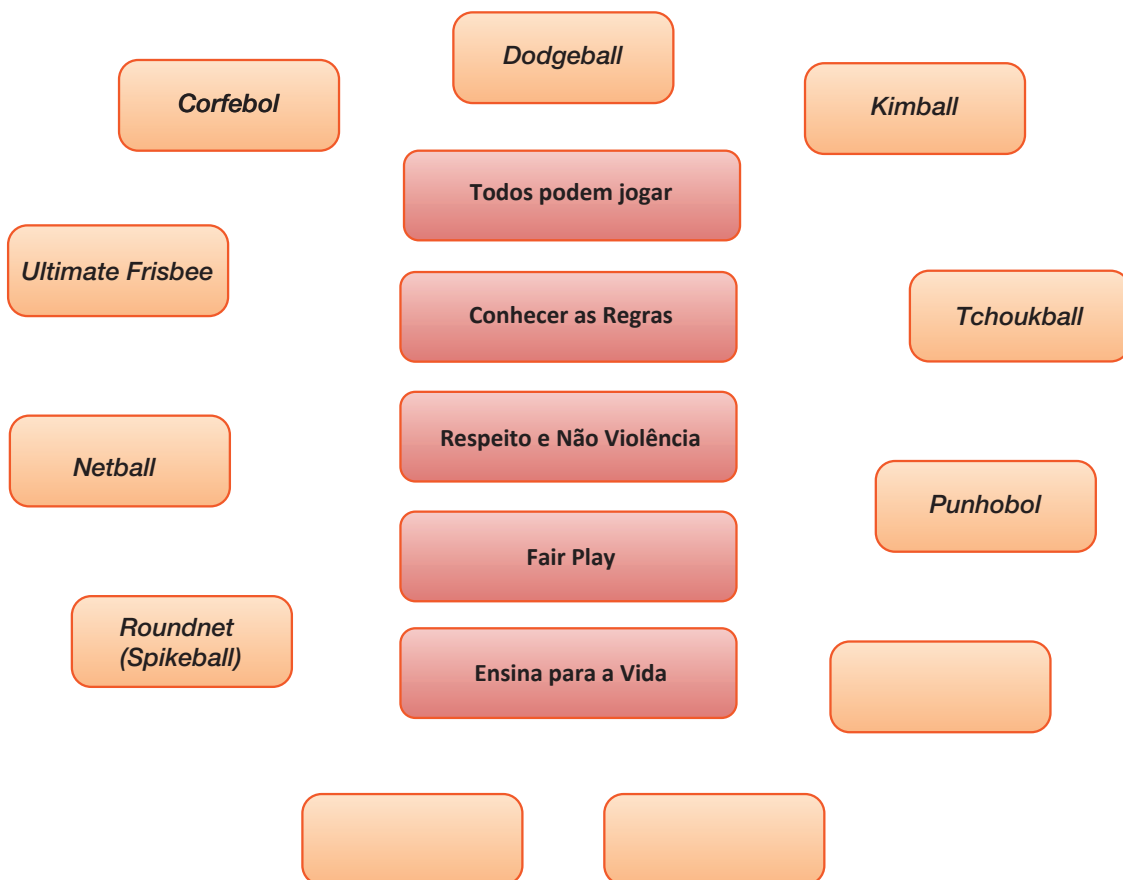 Dodgeball
Corfebol
Kimball
Todos podem jogar
Ultimate Frisbee
Conhecer as Regras
Tchoukball
Respeito e Não Violência
Netball
Punhobol
Fair Play
Roundnet
(Spikeball)
Ensina para a Vida